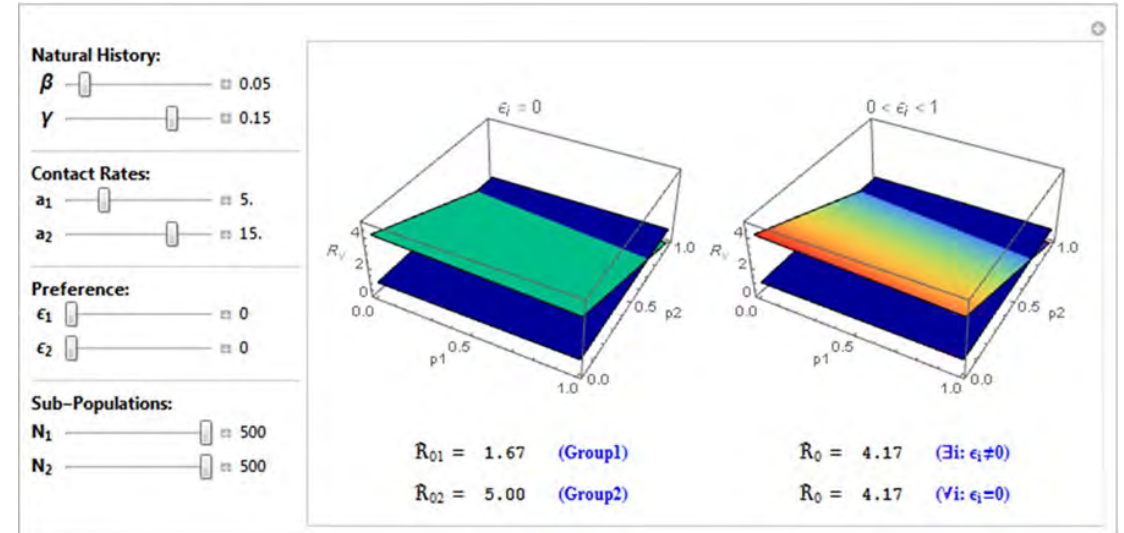 Natural History:
β 0.05
γ 0.15
Contact Rates:
a₁ 5.
a₂ 15.
Preference:
ϵ₁ 0
ϵ₂ 0
Sub-Populations:
N₁ 500
N₂ 500
ϵᵢ = 0
4
2
0
Rᵥ
0.0
0.5
1.0
p1
0.0
0.5
1.0
p2
0 < ϵᵢ < 1
4
2
0
Rᵥ
0.0
0.5
1.0
p1
0.0
0.5
1.0
p2
ℛ₀₁ = 1.67 (Group1)
ℛ₀₂ = 5.00 (Group2)
ℛ₀ = 4.17 (∃i: ϵᵢ≠0)
ℛ₀ = 4.17 (∀i: ϵᵢ=0)